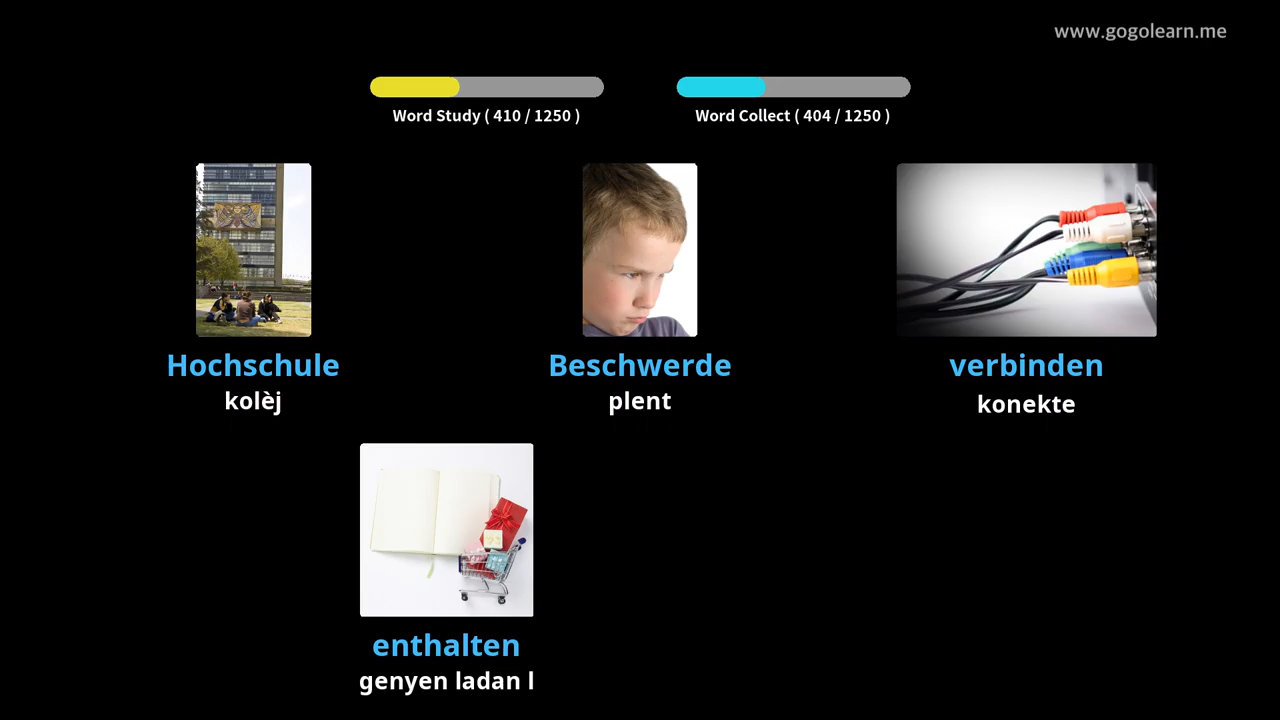 www.gogolearn.me
Word Study ( 410 / 1250 )
Word Collect ( 404 / 1250 )
Hochschule
kolèj
Beschwerde
plent
verbinden
konekte
enthalten
genyen ladan l